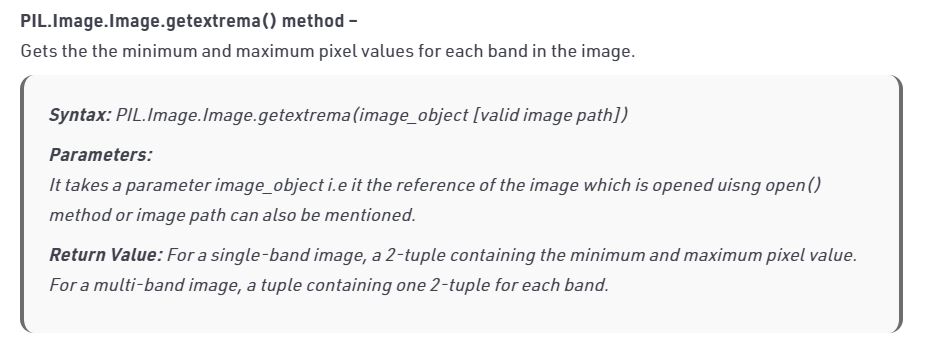 PIL.Image.Image.getextrema() method –
Gets the the minimum and maximum pixel values for each band in the image.
Syntax: PIL.Image.Image.getextrema(image_object [valid image path])
Parameters:
It takes a parameter image_object i.e it the reference of the image which is opened uisng open()
method or image path can also be mentioned.
Return Value: For a single-band image, a 2-tuple containing the minimum and maximum pixel value.
For a multi-band image, a tuple containing one 2-tuple for each band.